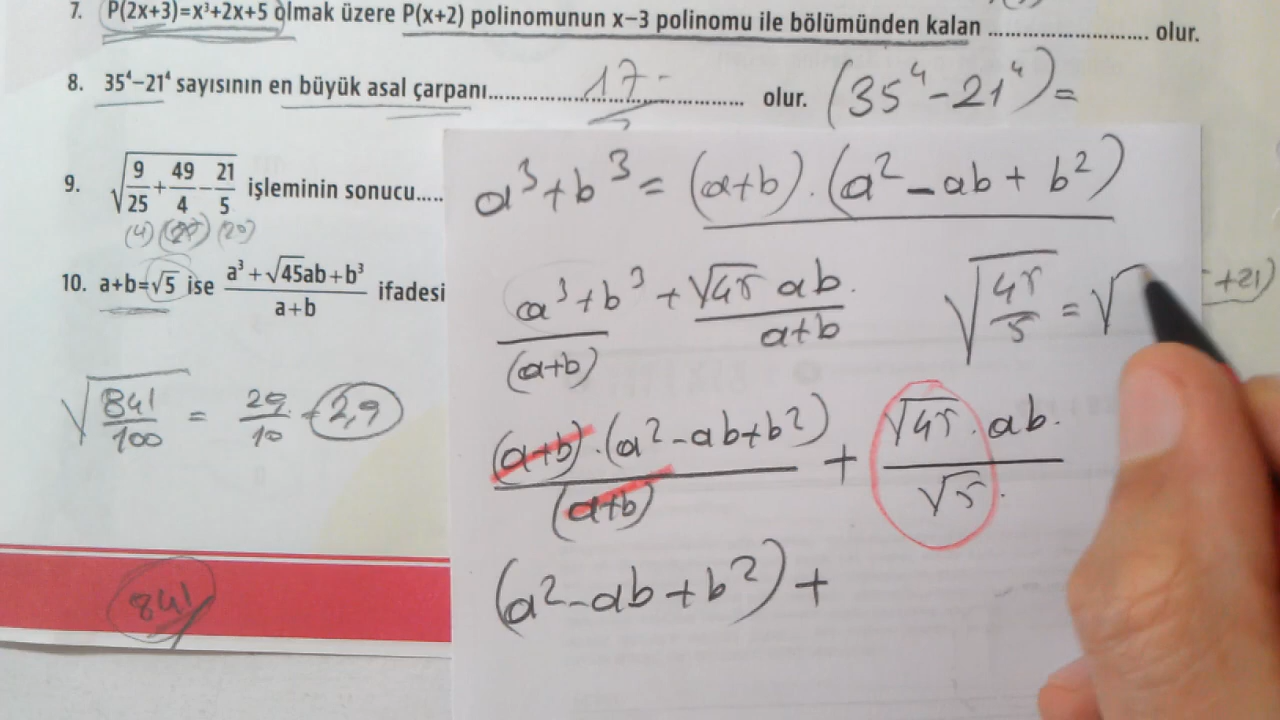 7. P(2x+3)=x³+2x+5 olmak üzere P(x+2) polinomunun x−3 polinomu ile bölümünden kalan .......................... olur.
8. 35⁴−21⁴ sayısının en büyük asal çarpanı........ 17 ........ olur. (35⁴−21⁴)=
9. √(9/25+49/4−21/5) işleminin sonucu.....
(4) (20)
10. a+b=√5 ise (a³+√45ab+b³)/(a+b) ifadesi
√(841/100) = 29/10 = 2,9
841
a³+b³=(a+b).(a²−ab+b²)
(a³+b³)/(a+b) + (√45 ab.)/(a+b)
√(45/5) = √
+21)
((a+b).(a²−ab+b²))/(a+b) + (√45.ab.)/√5.
(a²−ab+b²)+